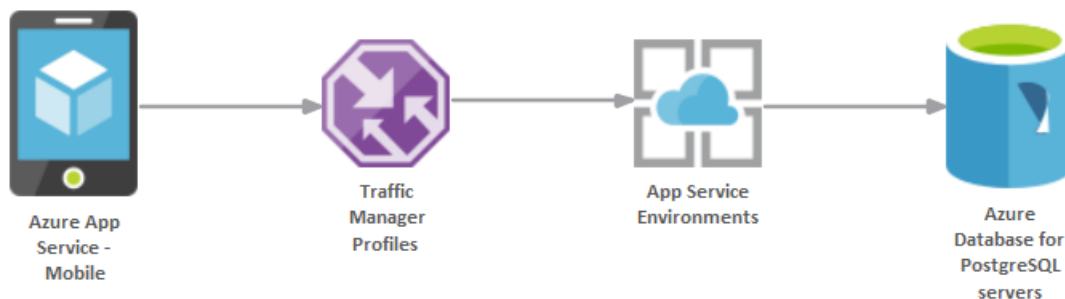 Azure App
Service -
Mobile
Traffic
Manager
Profiles
App Service
Environments
Azure
Database for
PostgreSQL
servers